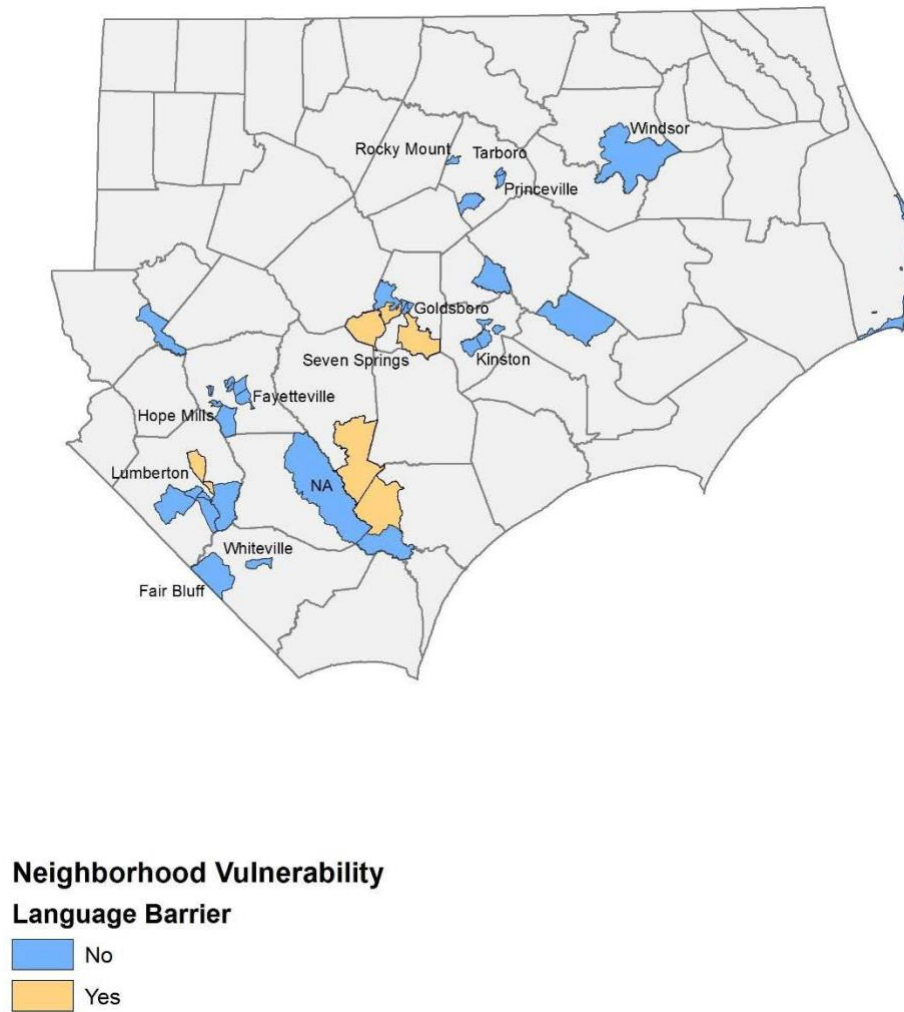 Windsor
Rocky Mount
Tarboro
Princeville
Goldsboro
Seven Springs
Kinston
Fayetteville
Hope Mills
Lumberton
NA
Whiteville
Fair Bluff
Neighborhood Vulnerability
Language Barrier
No
Yes